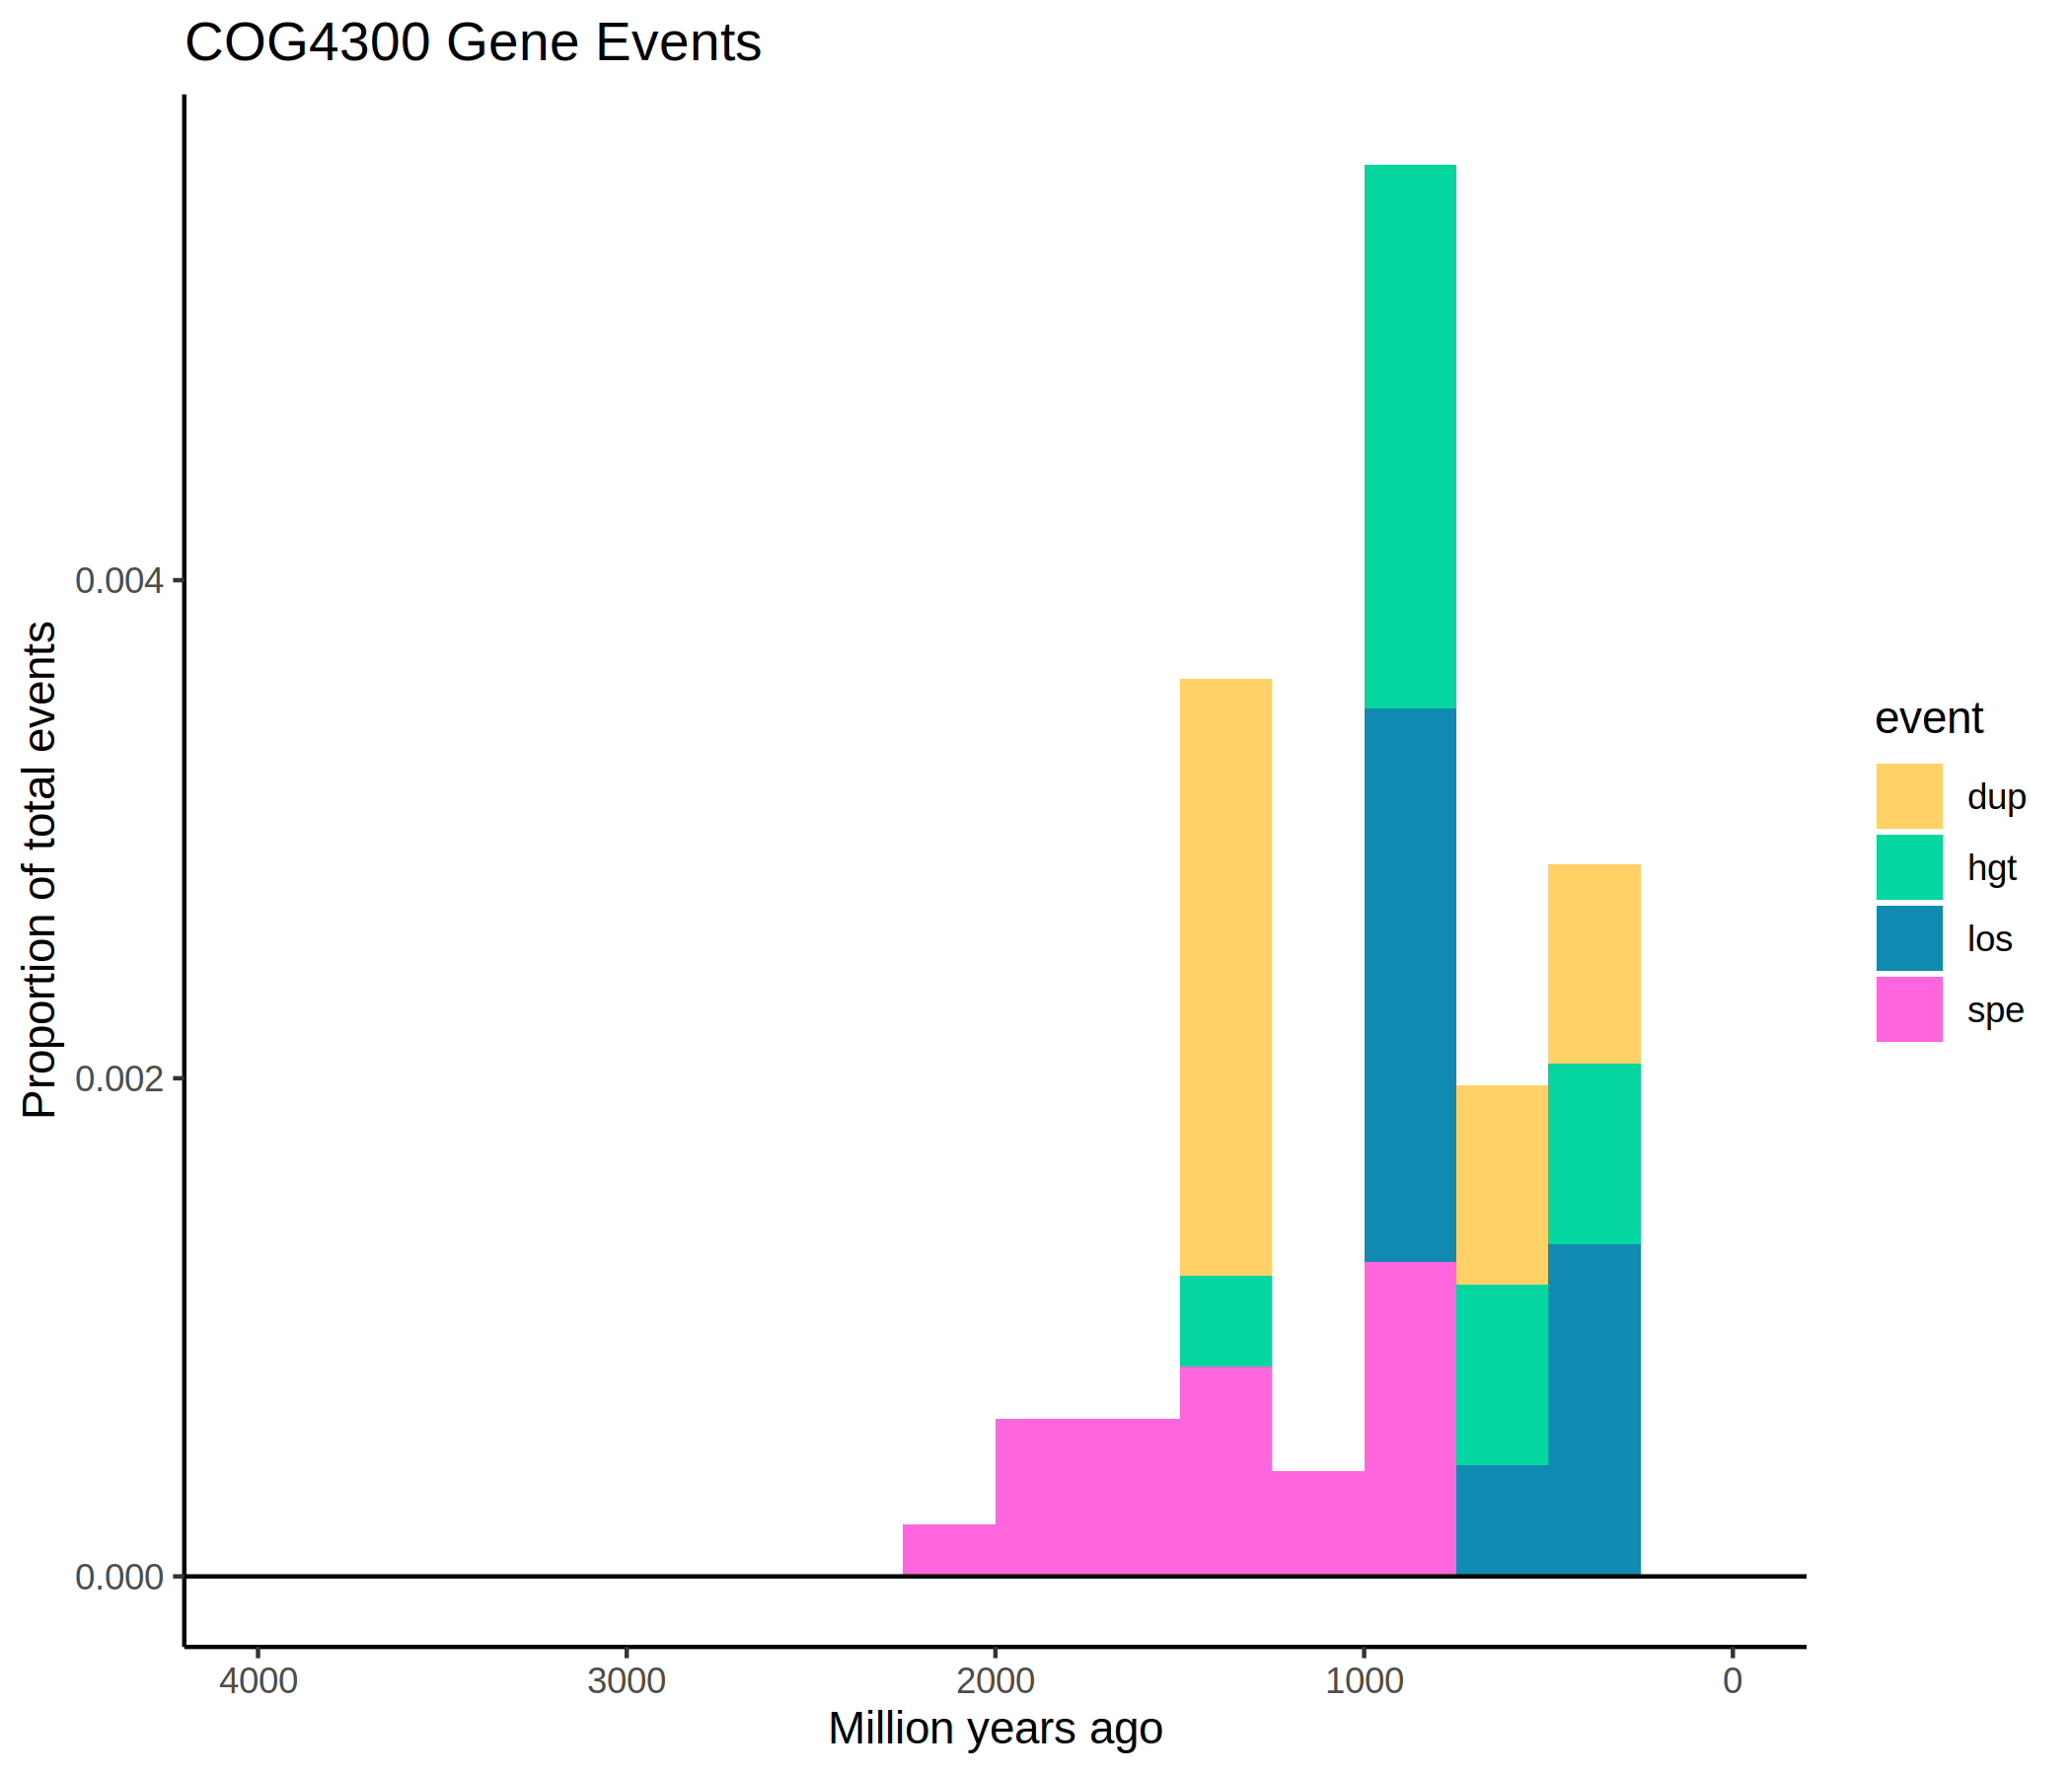 COG4300 Gene Events
Proportion of total events
0.004
0.002
0.000
4000 3000 2000 1000 0
Million years ago
event
dup
hgt
los
spe